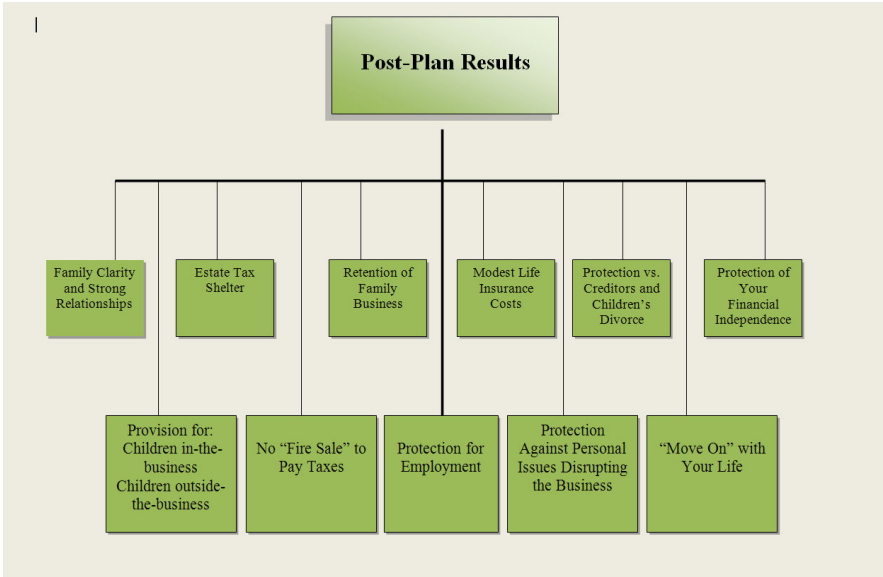 Post-Plan Results
Family Clarity
and Strong
Relationships
Estate Tax
Shelter
Retention of
Family
Business
Modest Life
Insurance
Costs
Protection vs.
Creditors and
Children’s
Divorce
Protection of
Your
Financial
Independence
Provision for:
Children in-the-
business
Children outside-
the-business
No “Fire Sale” to
Pay Taxes
Protection for
Employment
Protection
Against Personal
Issues Disrupting
the Business
“Move On” with
Your Life